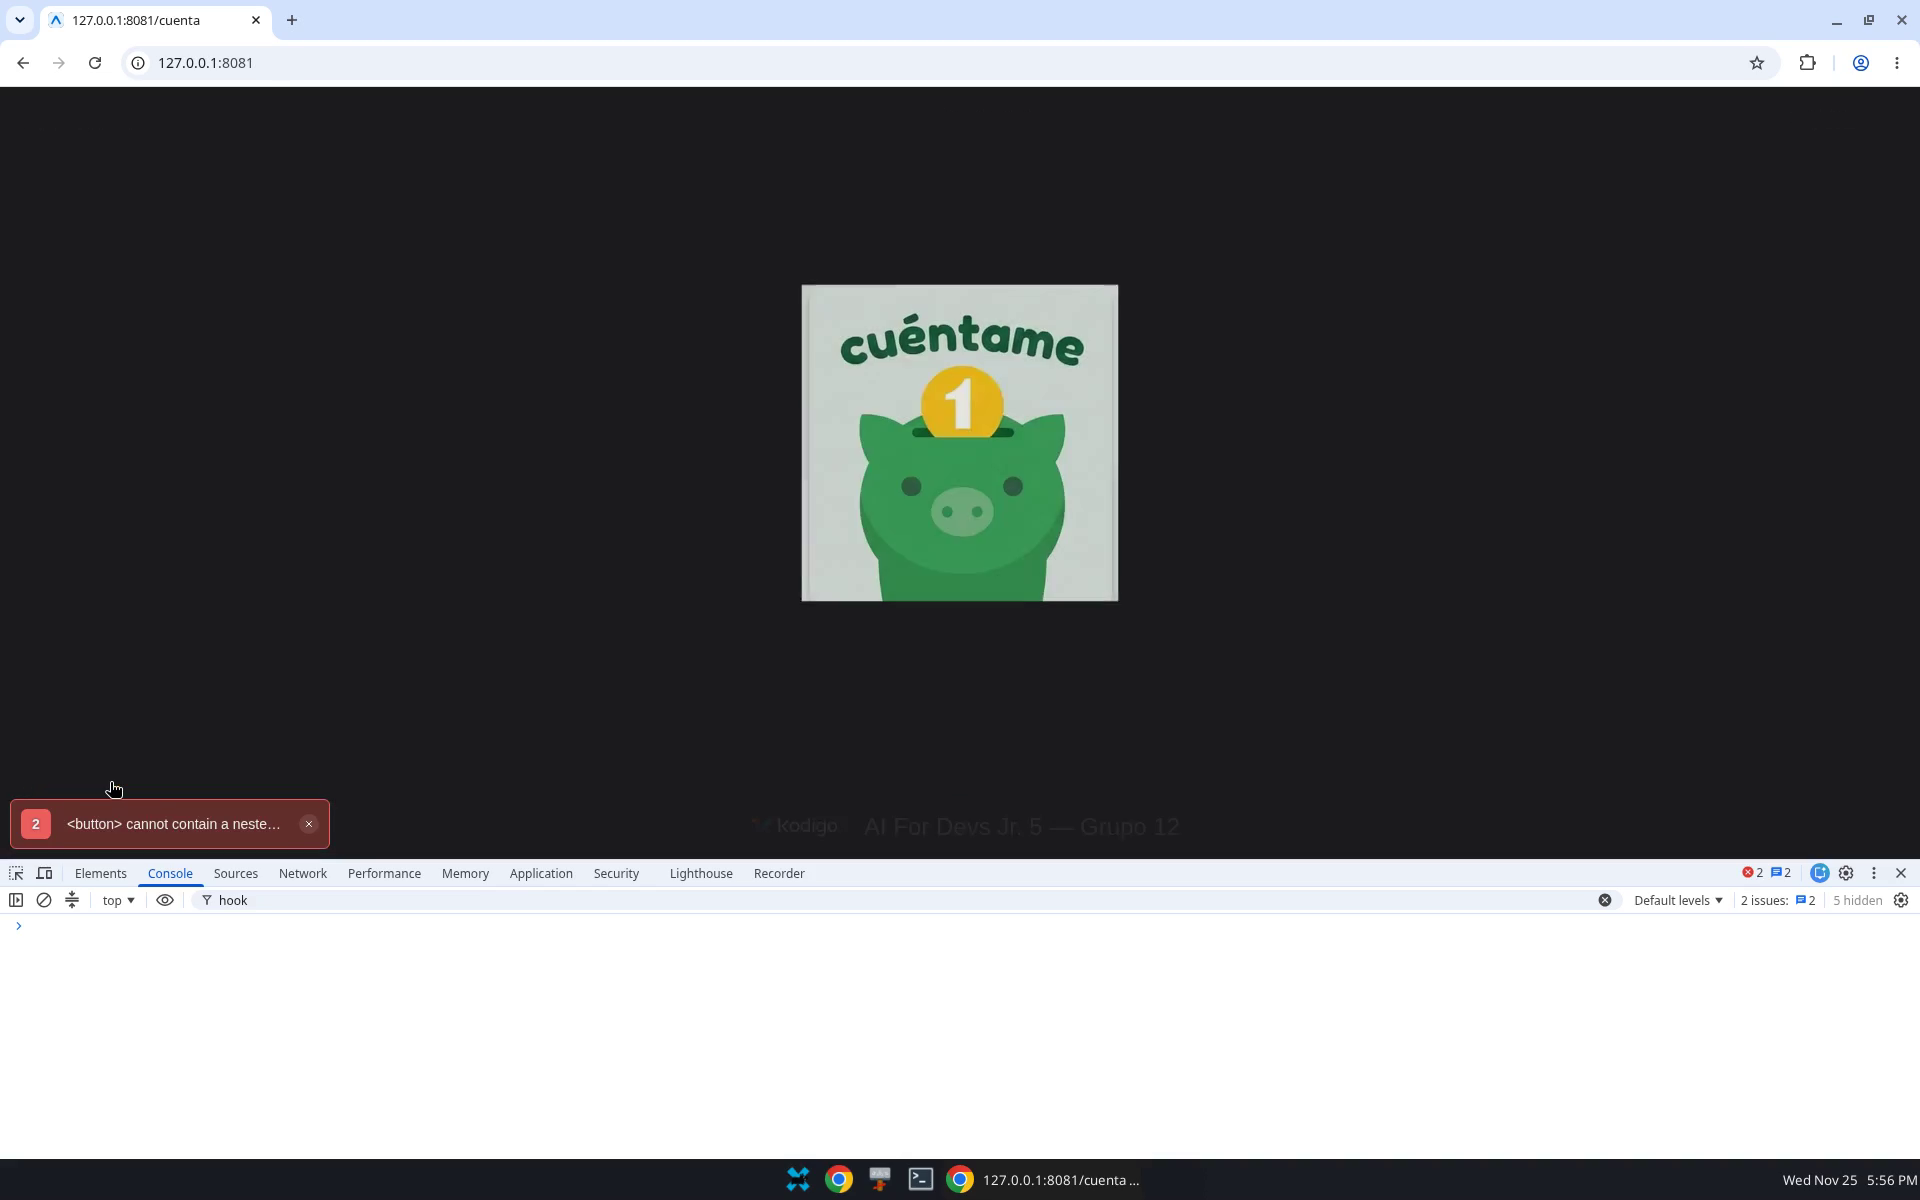 127.0.0.1:8081/cuenta
127.0.0.1:8081
cuéntame
1
2 <button> cannot contain a neste...
Kodigo AI For Devs Jr. 5 — Grupo 12
Elements Console Sources Network Performance Memory Application Security Lighthouse Recorder 2 2
top hook Default levels 2 issues: 2 5 hidden
127.0.0.1:8081/cuenta ... Wed Nov 25 5:56 PM